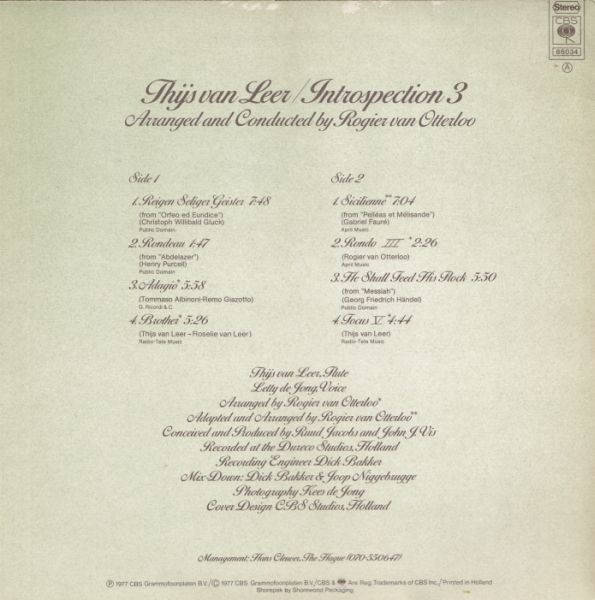 Stereo
CBS
86034
A
Thijs van Leer/Introspection 3
Arranged and Conducted by Rogier van Otterloo
Side 1
1. Reigen Seliger Geister 7:48
(from "Orfeo ed Euridice")
(Christoph Willibald Gluck)
Public Domain
2. Rondeau 1:47
(from "Abdelazer")
(Henry Purcell)
Public Domain
3. Adagio* 5:58
(Tommaso Albinoni-Remo Giazotto)
G. Ricordi & C.
4. Brother* 5:26
(Thijs van Leer-Roselie van Leer)
Radio-Tele Music
Side 2
1. Sicilienne** 7:04
(from "Pelléas et Mélisande")
(Gabriel Fauré)
April Music
2. Rondo III* 2:26
(Rogier van Otterloo)
April Music
3. He Shall Feed His Flock 5:50
(from "Messiah")
(Georg Friedrich Händel)
Public Domain
4. Focus V* 4:44
(Thijs van Leer)
Radio-Tele Music
Thijs van Leer, Flute
Letty de Jong, Voice
Arranged by Rogier van Otterloo*
Adapted and Arranged by Rogier van Otterloo**
Conceived and Produced by Ruud Jacobs and John J. Vis
Recorded at the Dureco Studios, Holland
Recording Engineer Dick Bakker
Mix Down: Dick Bakker & Joop Niggebrugge
Photography Kees de Jong
Cover Design CBS Studios, Holland
Management: Hans Clewer, The Hague (070-550647)
Ⓟ 1977 CBS Grammofoonplaten B.V./Ⓒ 1977 CBS Grammofoonplaten B.V./CBS & Are Reg Trademarks of CBS Inc./Printed in Holland
Shorepak by Shorewood Packaging